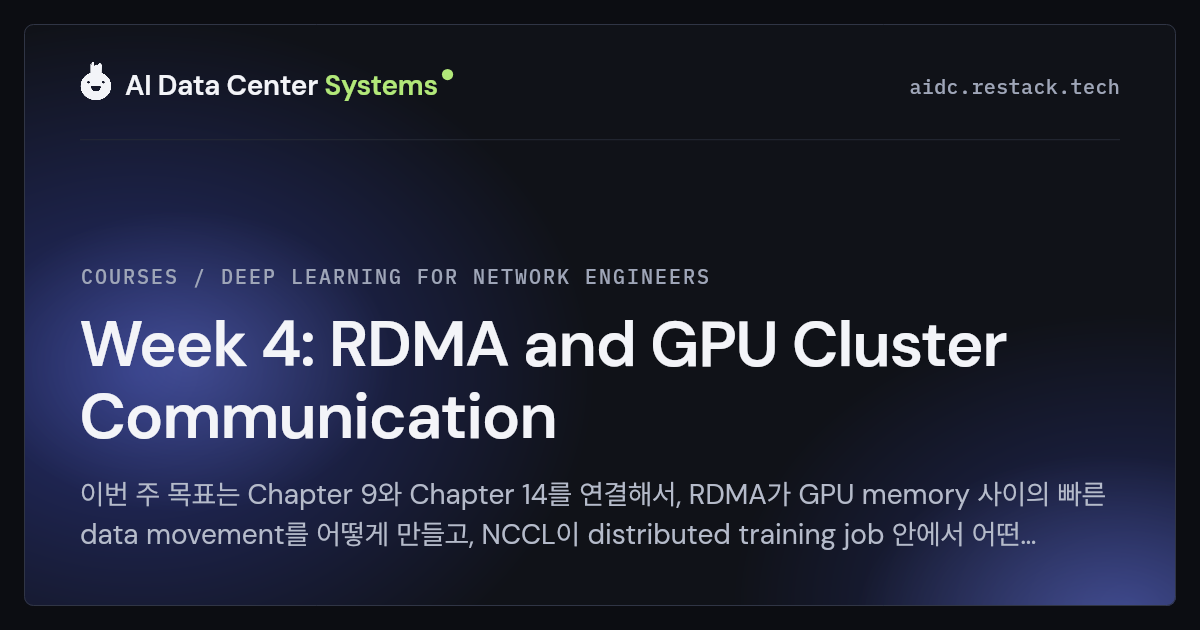 AI Data Center Systems
aidc.restack.tech
COURSES / DEEP LEARNING FOR NETWORK ENGINEERS
Week 4: RDMA and GPU Cluster
Communication
이번 주 목표는 Chapter 9와 Chapter 14를 연결해서, RDMA가 GPU memory 사이의 빠른
data movement를 어떻게 만들고, NCCL이 distributed training job 안에서 어떤...